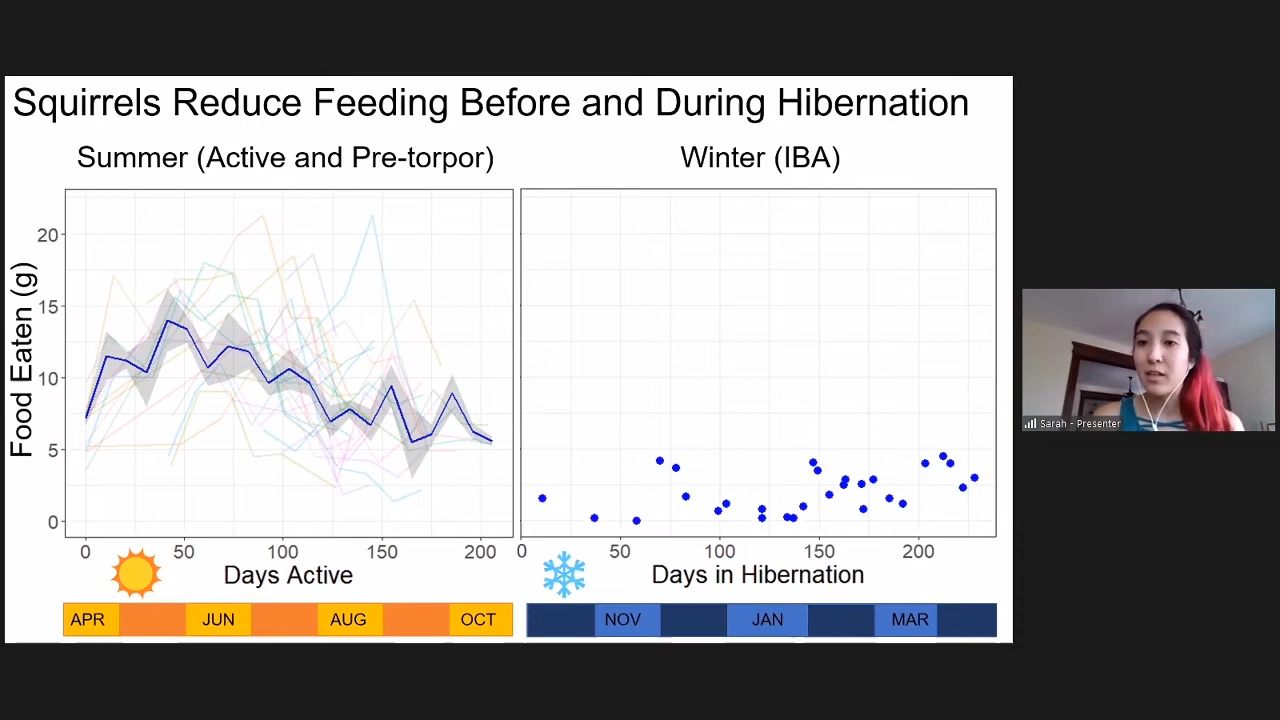 Squirrels Reduce Feeding Before and During Hibernation
Summer (Active and Pre-torpor)
Winter (IBA)
Food Eaten (g)
20
15
10
5
0
0 50 100 150 200
0 50 100 150 200
Days Active
Days in Hibernation
APR JUN AUG OCT
NOV JAN MAR
Sarah - Presenter